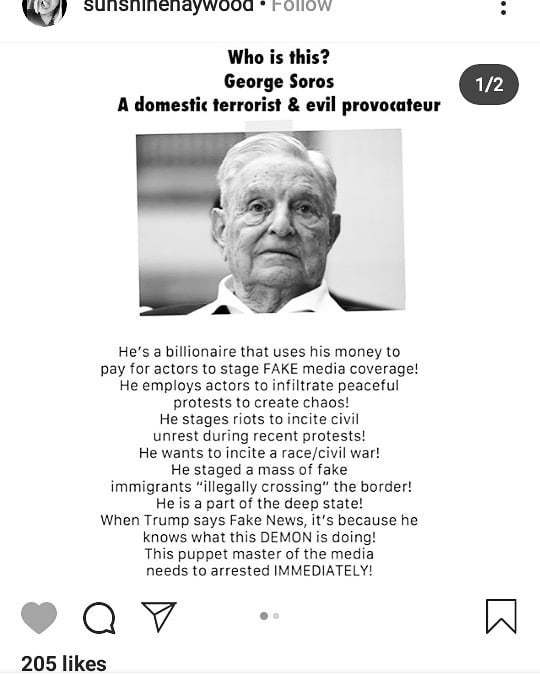 sunshinehaywood • Follow
Who is this?
George Soros
A domestic terrorist & evil provocateur
1/2
He's a billionaire that uses his money to
pay for actors to stage FAKE media coverage!
He employs actors to infiltrate peaceful
protests to create chaos!
He stages riots to incite civil
unrest during recent protests!
He wants to incite a race/civil war!
He staged a mass of fake
immigrants "illegally crossing" the border!
He is a part of the deep state!
When Trump says Fake News, it's because he
knows what this DEMON is doing!
This puppet master of the media
needs to arrested IMMEDIATELY!
205 likes